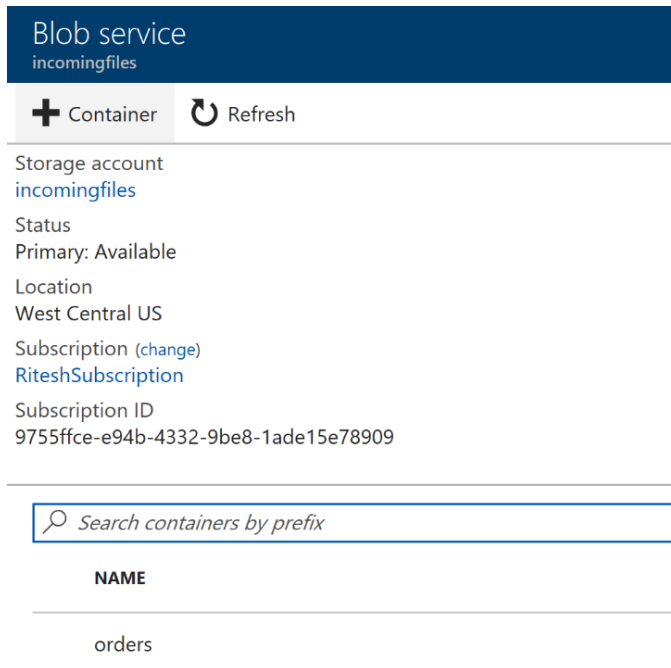 Blob service
incomingfiles
Container Refresh
Storage account
incomingfiles
Status
Primary: Available
Location
West Central US
Subscription (change)
RiteshSubscription
Subscription ID
9755ffce-e94b-4332-9be8-1ade15e78909
Search containers by prefix
NAME
orders